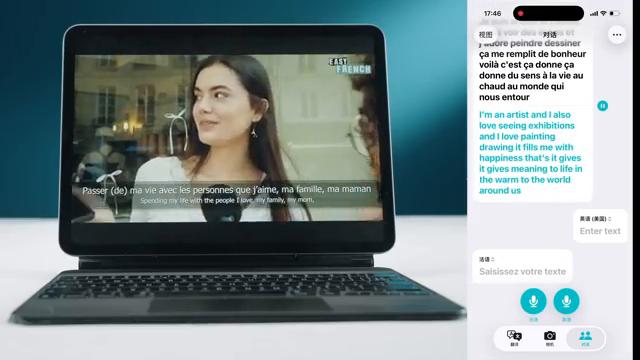 EASY
FRENCH
Passer (de) ma vie avec les personnes que j'aime, ma famille, ma maman
Spending my life with the people I love, my family, my mom,
17:46
视图
对话
j'adore peindre dessiner
ça me remplit de bonheur
voilà c'est ça donne ça
donne du sens à la vie au
chaud au monde qui
nous entour
I'm an artist and I also
love seeing exhibitions
and I love painting
drawing it fills me with
happiness that's it gives
it gives meaning to life in
the warm to the world
around us
英语 (美国)
Enter text
法语
Saisissez votre texte
法语
英语
翻译
相机
对话